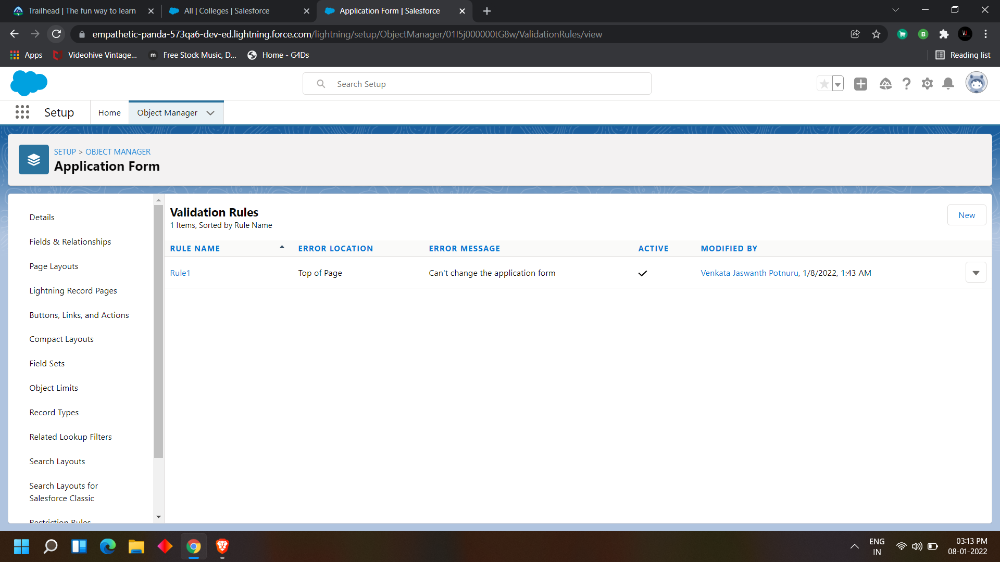 Trailhead | The fun way to learn
All | Colleges | Salesforce
Application Form | Salesforce
empathetic-panda-573qa6-dev-ed.lightning.force.com/lightning/setup/ObjectManager/01I5j000000tG8w/ValidationRules/view
Apps
Videohive Vintage...
Free Stock Music, D...
Home - G4Ds
Reading list
Search Setup
Setup
Home
Object Manager
SETUP > OBJECT MANAGER
Application Form
Details
Fields & Relationships
Page Layouts
Lightning Record Pages
Buttons, Links, and Actions
Compact Layouts
Field Sets
Object Limits
Record Types
Related Lookup Filters
Search Layouts
Search Layouts for
Salesforce Classic
Restriction Rules
Validation Rules
1 Items, Sorted by Rule Name
New
RULE NAME ERROR LOCATION ERROR MESSAGE ACTIVE MODIFIED BY
Rule1 Top of Page Can't change the application form Venkata Jaswanth Potnuru, 1/8/2022, 1:43 AM
ENG
IN
03:13 PM
08-01-2022